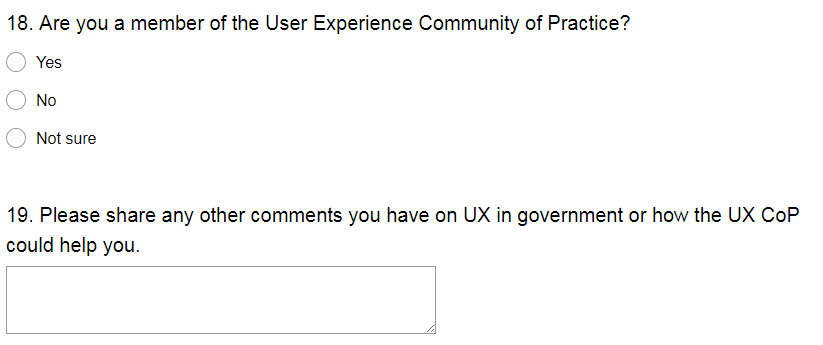 18. Are you a member of the User Experience Community of Practice?
Yes
No
Not sure
19. Please share any other comments you have on UX in government or how the UX CoP
could help you.